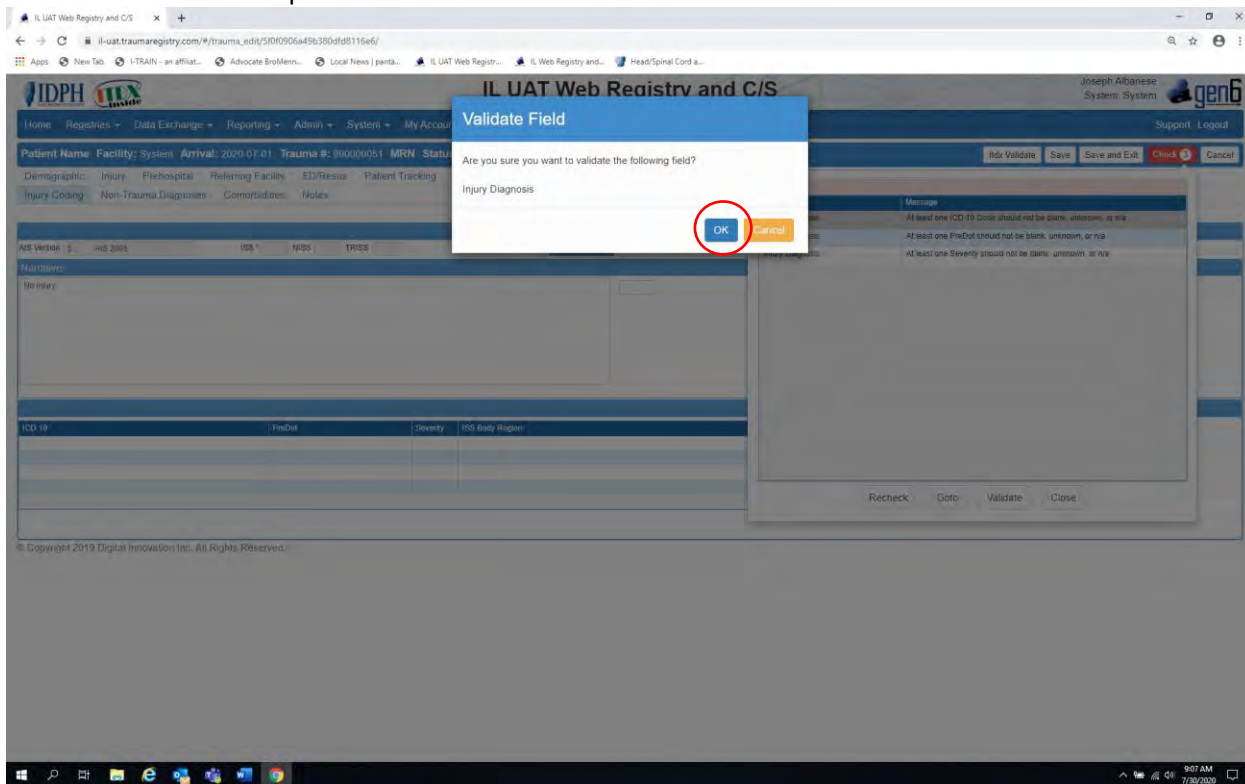 IL UAT Web Registry and C/S
il-uat.traumaregistry.com/#/trauma_edit/5f0f0906a49b380dfd8116e6/
Apps New Tab I-TRAIN - an affiliat... Advocate BroMenn... Local News | panta... IL UAT Web Registr... IL Web Registry and... Head/Spinal Cord a...
IDPH inside
IL UAT Web Registry and C/S
Joseph Albanese
System: System
gen6
Home Registries Data Exchange Reporting Admin System My Accou
Support Logout
Patient Name Facility: System Arrival: 2020-07-01 Trauma #: 000000051 MRN Statu
Itdx Validate Save Save and Exit Check 3 Cancel
Demographic Injury Prehospital Referring Facility ED/Resus Patient Tracking
Injury Coding Non-Trauma Diagnoses Comorbidities Notes
Validate Field
Are you sure you want to validate the following field?
Injury Diagnosis
OK Cancel
Message
At least one ICD 10 Code should not be blank, unknown, or n/a
At least one PreDot should not be blank, unknown, or n/a
At least one Severity should not be blank, unknown, or n/a
AIS Version 5 AIS 2005 ISS NISS TRISS
Narrative
No injury
ICD 10 PreDot Severity ISS Body Region
Recheck Goto Validate Close
© Copyright 2019 Digital Innovation Inc. All Rights Reserved.
9:07 AM
7/30/2020